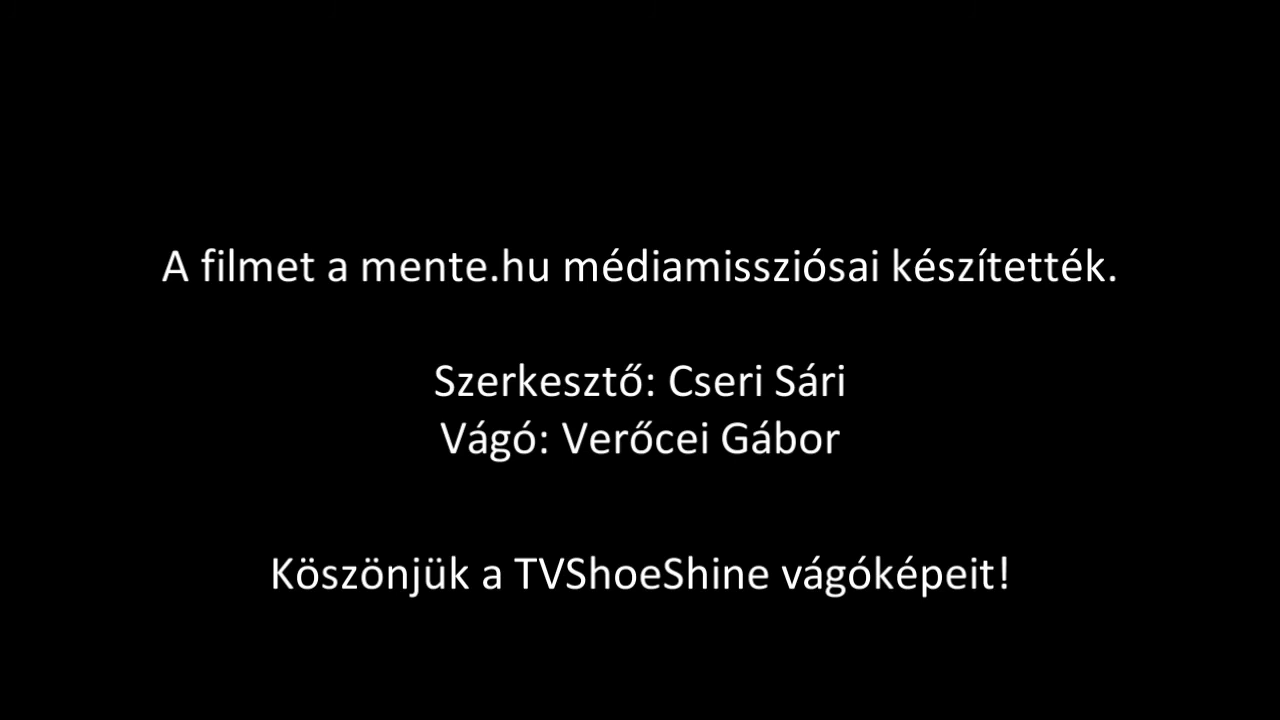 A filmet a mente.hu médiamissziósai készítették.
Szerkesztő: Cseri Sári
Vágó: Verőcei Gábor
Köszönjük a TVShoeShine vágóképeit!